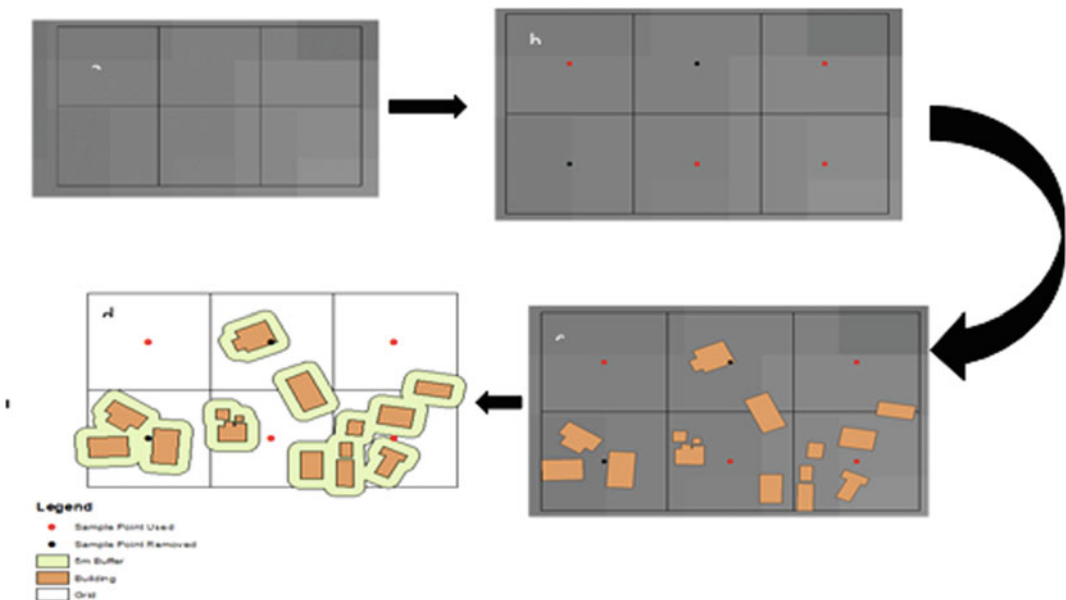 b
Legend
Sample Point Used
Sample Point Removed
5m Buffer
Building
Grid